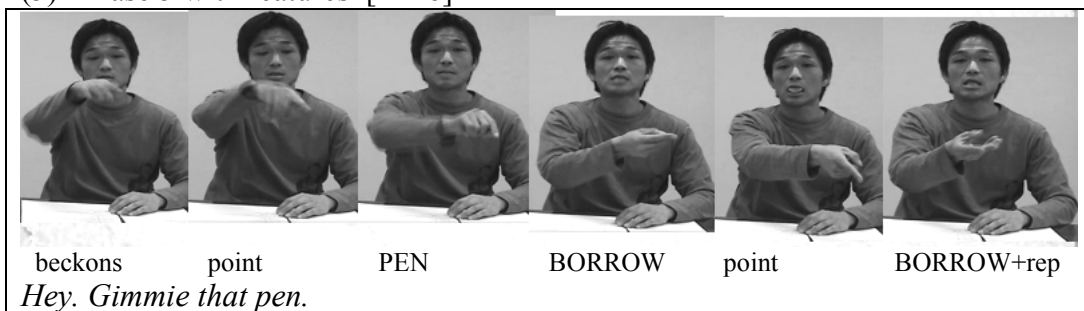 beckons point PEN BORROW point BORROW+rep
Hey. Gimmie that pen.